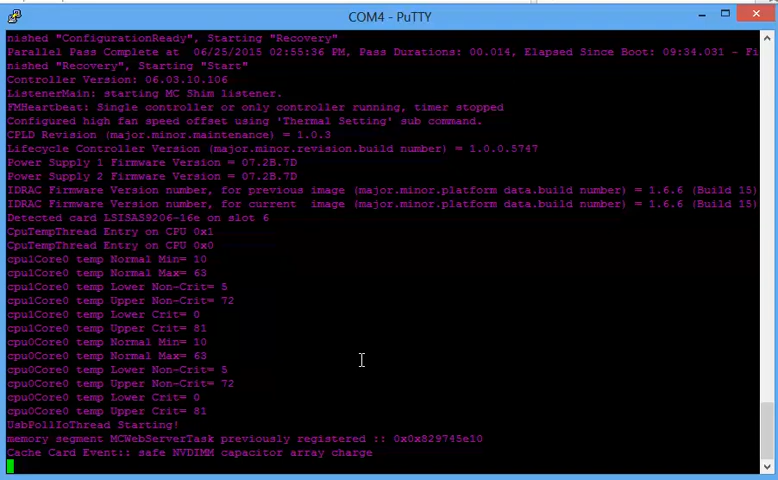 COM4 - PuTTY
nished "ConfigurationReady", Starting "Recovery"
Parallel Pass Complete at  06/25/2015 02:55:36 PM, Pass Durations: 00.014, Elapsed Since Boot: 09:34.031 - Fi
nished "Recovery", Starting "Start"
Controller Version: 06.03.10.106
ListenerMain: starting MC Shim listener.
FMHeartbeat: Single controller or only controller running, timer stopped
Configured high fan speed offset using 'Thermal Setting' sub command.
CPLD Revision (major.minor.maintenance) = 1.0.3
Lifecycle Controller Version (major.minor.revision.build number) = 1.0.0.5747
Power Supply 1 Firmware Version = 07.2B.7D
Power Supply 2 Firmware Version = 07.2B.7D
IDRAC Firmware Version number, for previous image (major.minor.platform data.build number) = 1.6.6 (Build 15)
IDRAC Firmware Version number, for current  image (major.minor.platform data.build number) = 1.6.6 (Build 15)
Detected card LSISAS9206-16e on slot 6
CpuTempThread Entry on CPU 0x1
CpuTempThread Entry on CPU 0x0
cpu1Core0 temp Normal Min= 10
cpu1Core0 temp Normal Max= 63
cpu1Core0 temp Lower Non-Crit= 5
cpu1Core0 temp Upper Non-Crit= 72
cpu1Core0 temp Lower Crit= 0
cpu1Core0 temp Upper Crit= 81
cpu0Core0 temp Normal Min= 10
cpu0Core0 temp Normal Max= 63
cpu0Core0 temp Lower Non-Crit= 5
cpu0Core0 temp Upper Non-Crit= 72
cpu0Core0 temp Lower Crit= 0
cpu0Core0 temp Upper Crit= 81
UsbPollIoThread Starting!
memory segment MCWebServerTask previously registered :: 0x0x829745e10
Cache Card Event:: safe NVDIMM capacitor array charge